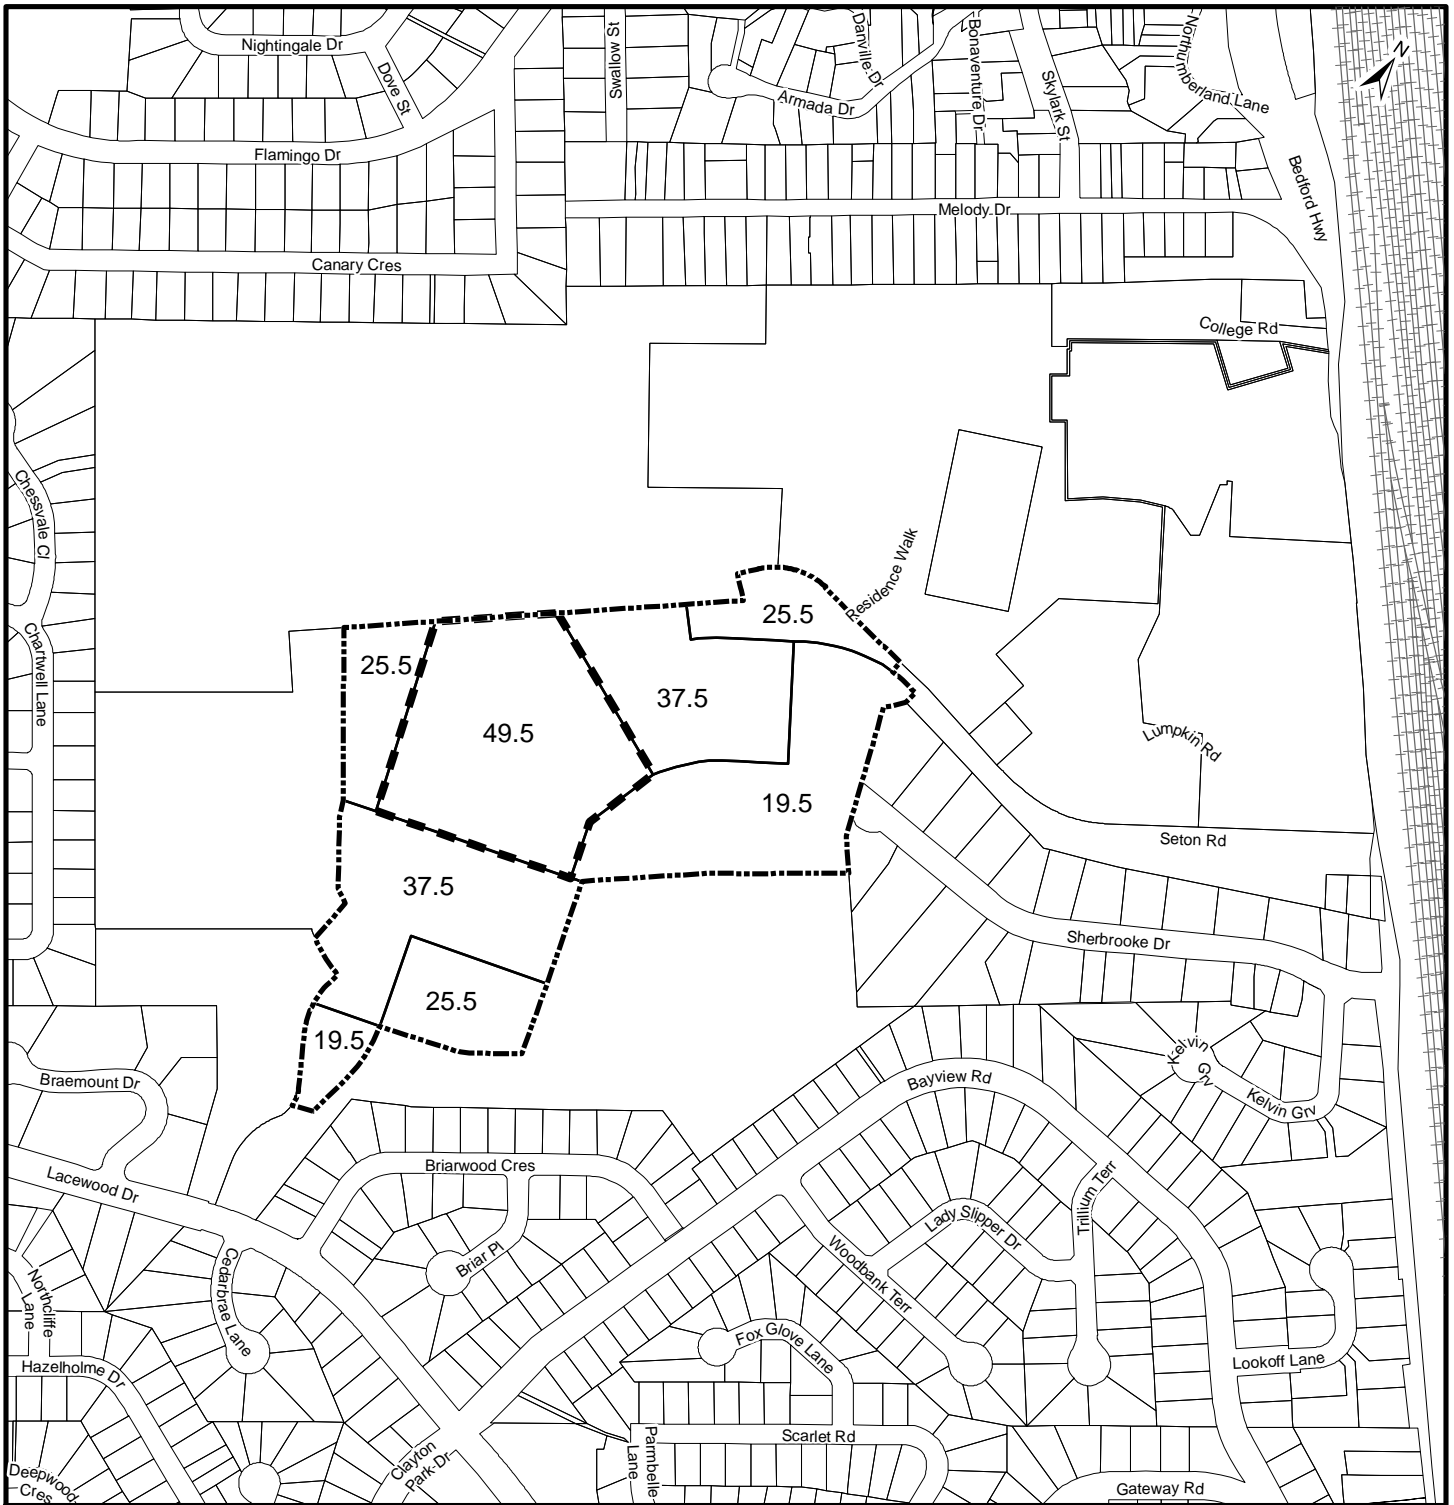 Nightingale Dr
Dove St
Swallow St
Danville Dr
Armada Dr
Bonaventure Dr
Skylark St
Northumberland Lane
N
Flamingo Dr
Bedford Hwy
Melody Dr
Canary Cres
College Rd
Chessvale Cl
Residence Walk
25.5
Chartwell Lane
25.5
37.5
49.5
Lumpkin Rd
19.5
Seton Rd
37.5
Sherbrooke Dr
25.5
19.5
Kelvin
Grv
Braemount Dr
Bayview Rd
Kelvin Grv
Briarwood Cres
Lacewood Dr
Trillium Terr
Lady Slipper Dr
Briar Pl
Woodbank Terr
Cedarbrae Lane
Northcliffe
Lane
Fox Glove Lane
Lookoff Lane
Hazelholme Dr
Scarlet Rd
Parmbelle
Lane
Clayton
Park Dr
Deepwood
Cres
Gateway Rd